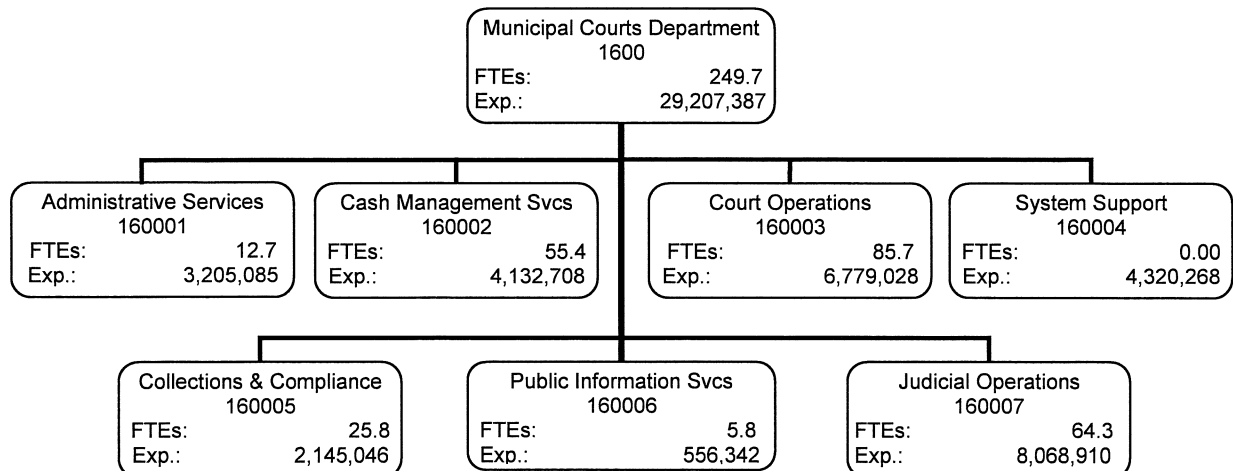 Municipal Courts Department
1600
FTEs: 249.7
Exp.: 29,207,387
Administrative Services
160001
FTEs: 12.7
Exp.: 3,205,085
Cash Management Svcs
160002
FTEs: 55.4
Exp.: 4,132,708
Court Operations
160003
FTEs: 85.7
Exp.: 6,779,028
System Support
160004
FTEs: 0.00
Exp.: 4,320,268
Collections & Compliance
160005
FTEs: 25.8
Exp.: 2,145,046
Public Information Svcs
160006
FTEs: 5.8
Exp.: 556,342
Judicial Operations
160007
FTEs: 64.3
Exp.: 8,068,910